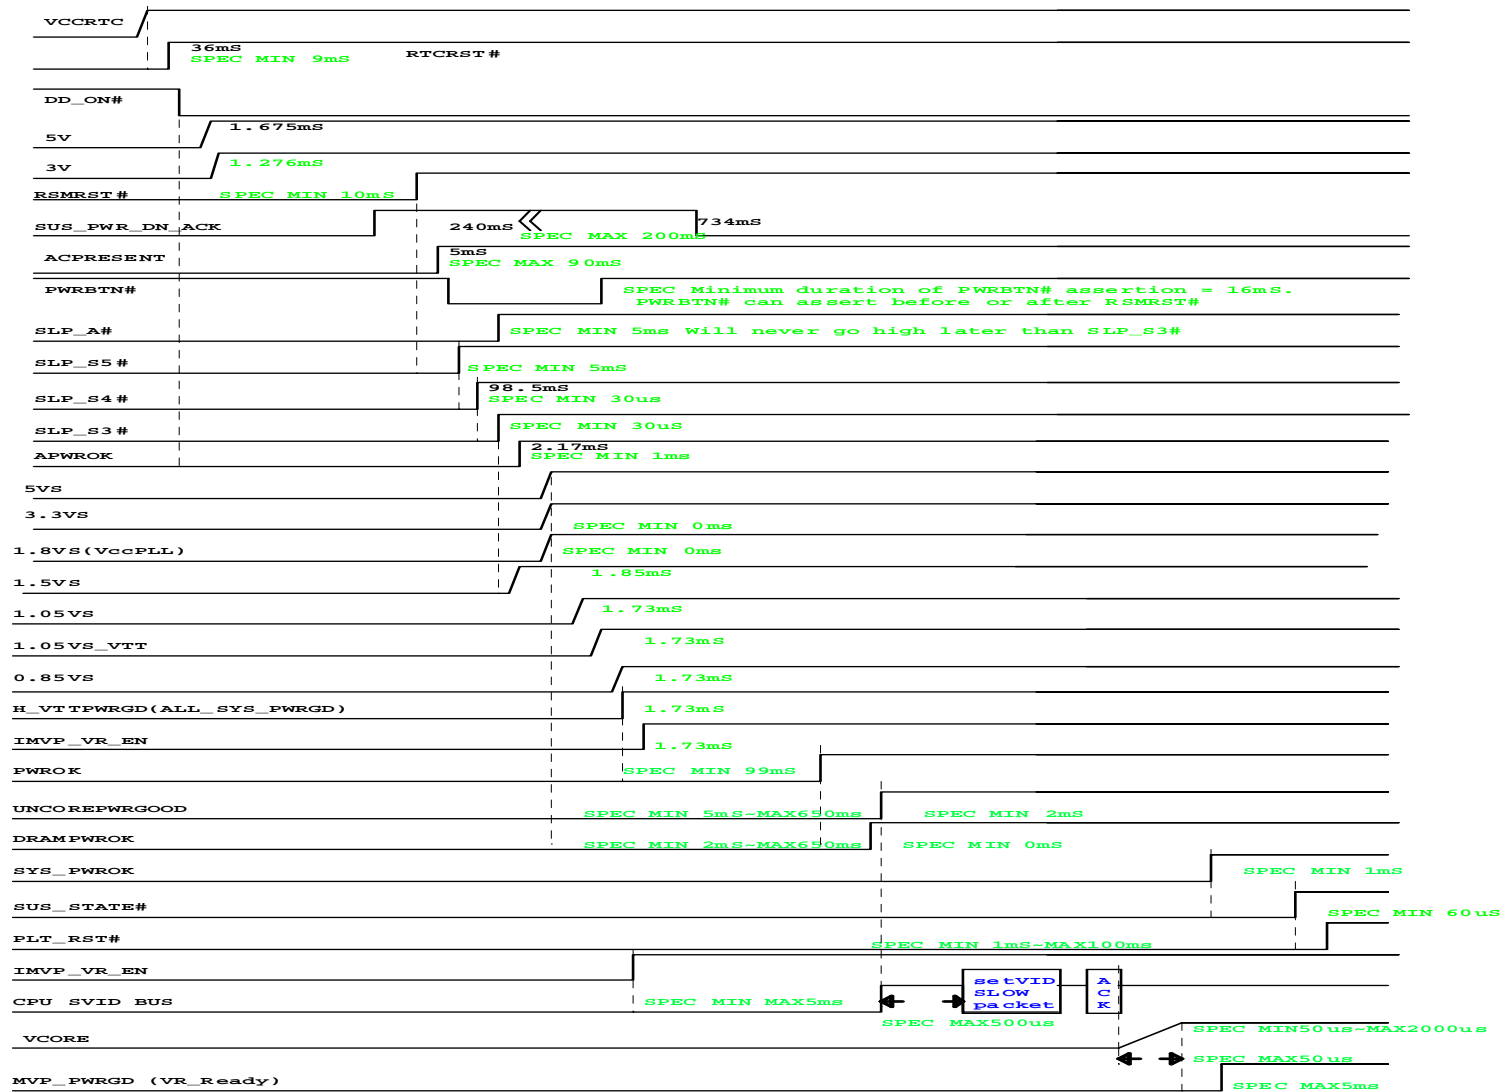 VCCRTC
36mS
SPEC MIN 9mS
RTCRST#
DD_ON#
5V
1.675mS
3V
1.276mS
RSMRST#
SPEC MIN 10mS
SUS_PWR_DN_ACK
240mS
SPEC MAX 200mS
734mS
ACPRESENT
5mS
SPEC MAX 90mS
PWRBTN#
SPEC Minimum duration of PWRBTN# assertion = 16mS.
PWRBTN# can assert before or after RSMRST#
SLP_A#
SPEC MIN 5ms Will never go high later than SLP_S3#
SLP_S5#
SPEC MIN 5mS
SLP_S4#
98.5mS
SPEC MIN 30us
SLP_S3#
SPEC MIN 30uS
APWROK
2.17mS
SPEC MIN 1ms
5VS
3.3VS
SPEC MIN 0ms
1.8VS(VccPLL)
SPEC MIN 0ms
1.5VS
1.85mS
1.05VS
1.73mS
1.05VS_VTT
1.73mS
0.85VS
1.73mS
H_VTTPWRGD(ALL_SYS_PWRGD)
1.73mS
IMVP_VR_EN
1.73mS
PWROK
SPEC MIN 99mS
UNCOREPWRGOOD
SPEC MIN 5mS~MAX650ms
SPEC MIN 2mS
DRAMPWROK
SPEC MIN 2mS~MAX650ms
SPEC MIN 0mS
SYS_PWROK
SPEC MIN 1mS
SUS_STATE#
SPEC MIN 60uS
PLT_RST#
SPEC MIN 1mS~MAX100ms
IMVP_VR_EN
CPU SVID BUS
SPEC MIN MAX5ms
setVID
SLOW
packet
A
C
K
SPEC MAX500us
VCORE
SPEC MIN50us~MAX2000us
SPEC MAX50us
MVP_PWRGD (VR_Ready)
SPEC MAX5ms